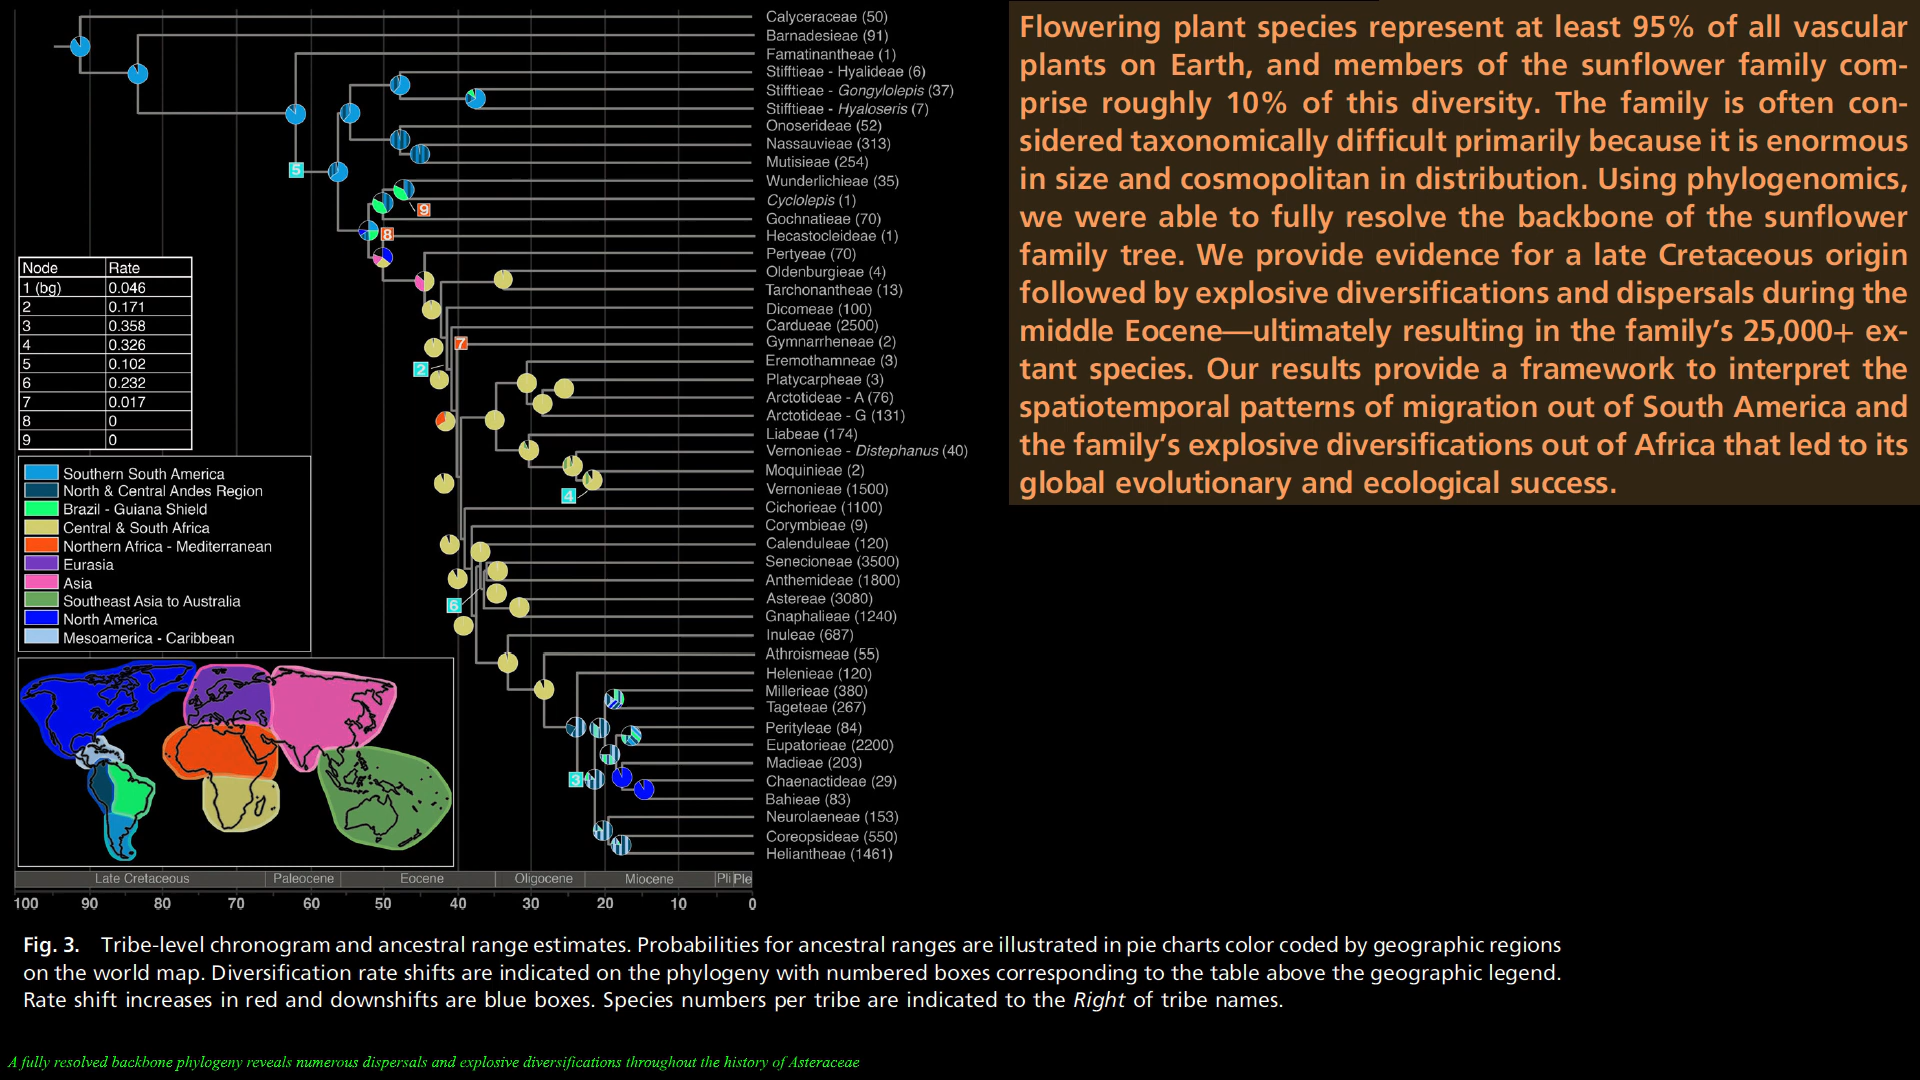 Calyceraceae (50)
Barnadesieae (91)
Famatinantheae (1)
Stifftieae - Hyalideae (6)
Stifftieae - Gongylolepis (37)
Stifftieae - Hyaloseris (7)
Onoserideae (52)
Nassauvieae (313)
Mutisieae (254)
Wunderlichieae (35)
Cyclolepis (1)
Gochnatieae (70)
Hecastocleideae (1)
Pertyeae (70)
Oldenburgieae (4)
Tarchonantheae (13)
Dicomeae (100)
Cardueae (2500)
Gymnarrheneae (2)
Eremothamneae (3)
Platycarpheae (3)
Arctotideae - A (76)
Arctotideae - G (131)
Liabeae (174)
Vernonieae - Distephanus (40)
Moquinieae (2)
Vernonieae (1500)
Cichorieae (1100)
Corymbieae (9)
Calenduleae (120)
Senecioneae (3500)
Anthemideae (1800)
Astereae (3080)
Gnaphalieae (1240)
Inuleae (687)
Athroismeae (55)
Helenieae (120)
Millerieae (380)
Tageteae (267)
Perityleae (84)
Eupatorieae (2200)
Madieae (203)
Chaenactideae (29)
Bahieae (83)
Neurolaeneae (153)
Coreopsideae (550)
Heliantheae (1461)
5
9
8
7
2
4
6
3
Node Rate
1 (bg) 0.046
2 0.171
3 0.358
4 0.326
5 0.102
6 0.232
7 0.017
8 0
9 0
Southern South America
North & Central Andes Region
Brazil - Guiana Shield
Central & South Africa
Northern Africa - Mediterranean
Eurasia
Asia
Southeast Asia to Australia
North America
Mesoamerica - Caribbean
Late Cretaceous Paleocene Eocene Oligocene Miocene Pli Ple
100 90 80 70 60 50 40 30 20 10 0
Flowering plant species represent at least 95% of all vascular
plants on Earth, and members of the sunflower family com-
prise roughly 10% of this diversity. The family is often con-
sidered taxonomically difficult primarily because it is enormous
in size and cosmopolitan in distribution. Using phylogenomics,
we were able to fully resolve the backbone of the sunflower
family tree. We provide evidence for a late Cretaceous origin
followed by explosive diversifications and dispersals during the
middle Eocene—ultimately resulting in the family's 25,000+ ex-
tant species. Our results provide a framework to interpret the
spatiotemporal patterns of migration out of South America and
the family's explosive diversifications out of Africa that led to its
global evolutionary and ecological success.
Fig. 3. Tribe-level chronogram and ancestral range estimates. Probabilities for ancestral ranges are illustrated in pie charts color coded by geographic regions
on the world map. Diversification rate shifts are indicated on the phylogeny with numbered boxes corresponding to the table above the geographic legend.
Rate shift increases in red and downshifts are blue boxes. Species numbers per tribe are indicated to the Right of tribe names.
A fully resolved backbone phylogeny reveals numerous dispersals and explosive diversifications throughout the history of Asteraceae